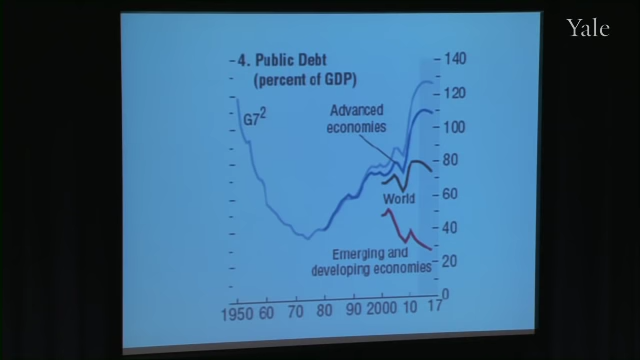 Yale
4. Public Debt
(percent of GDP)
140
120
100
80
60
40
20
0
G7²
Advanced
economies
World
Emerging and
developing economies
1950 60 70 80 90 2000 10 17